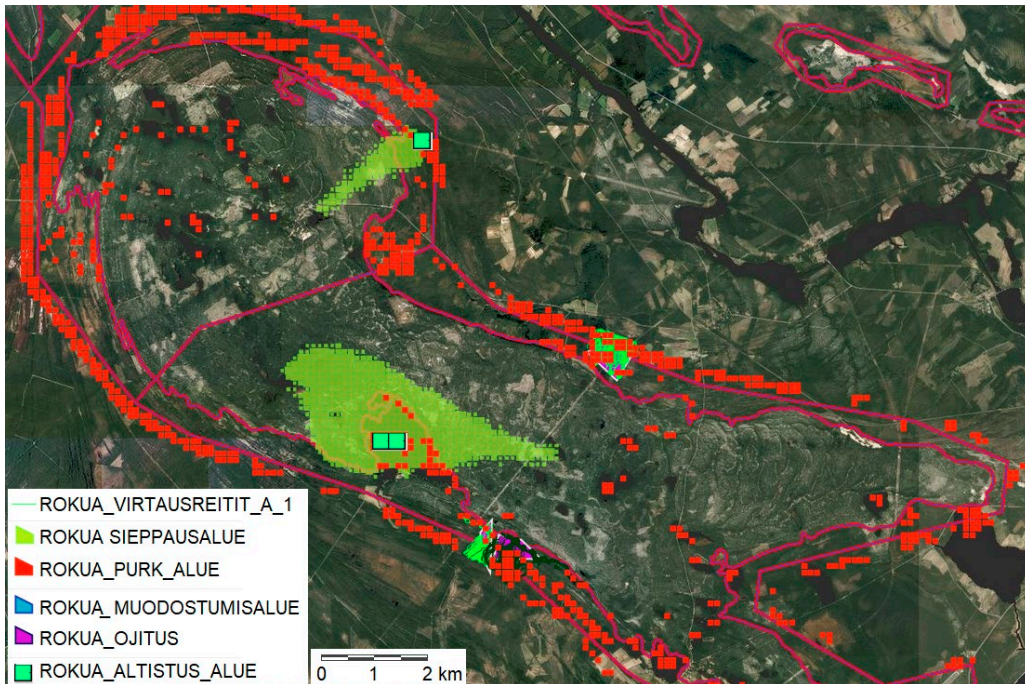 ROKUA_VIRTAUSREITIT_A_1
ROKUA SIEPPAUSALUE
ROKUA_PURK_ALUE
ROKUA_MUODOSTUMISALUE
ROKUA_OJITUS
ROKUA_ALTISTUS_ALUE
0 1 2 km